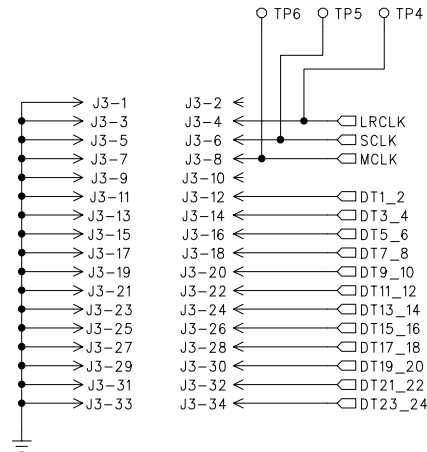 TP6 TP5 TP4
J3-1 J3-2
J3-3 J3-4 LRCLK
J3-5 J3-6 SCLK
J3-7 J3-8 MCLK
J3-9 J3-10
J3-11 J3-12 DT1_2
J3-13 J3-14 DT3_4
J3-15 J3-16 DT5_6
J3-17 J3-18 DT7_8
J3-19 J3-20 DT9_10
J3-21 J3-22 DT11_12
J3-23 J3-24 DT13_14
J3-25 J3-26 DT15_16
J3-27 J3-28 DT17_18
J3-29 J3-30 DT19_20
J3-31 J3-32 DT21_22
J3-33 J3-34 DT23_24